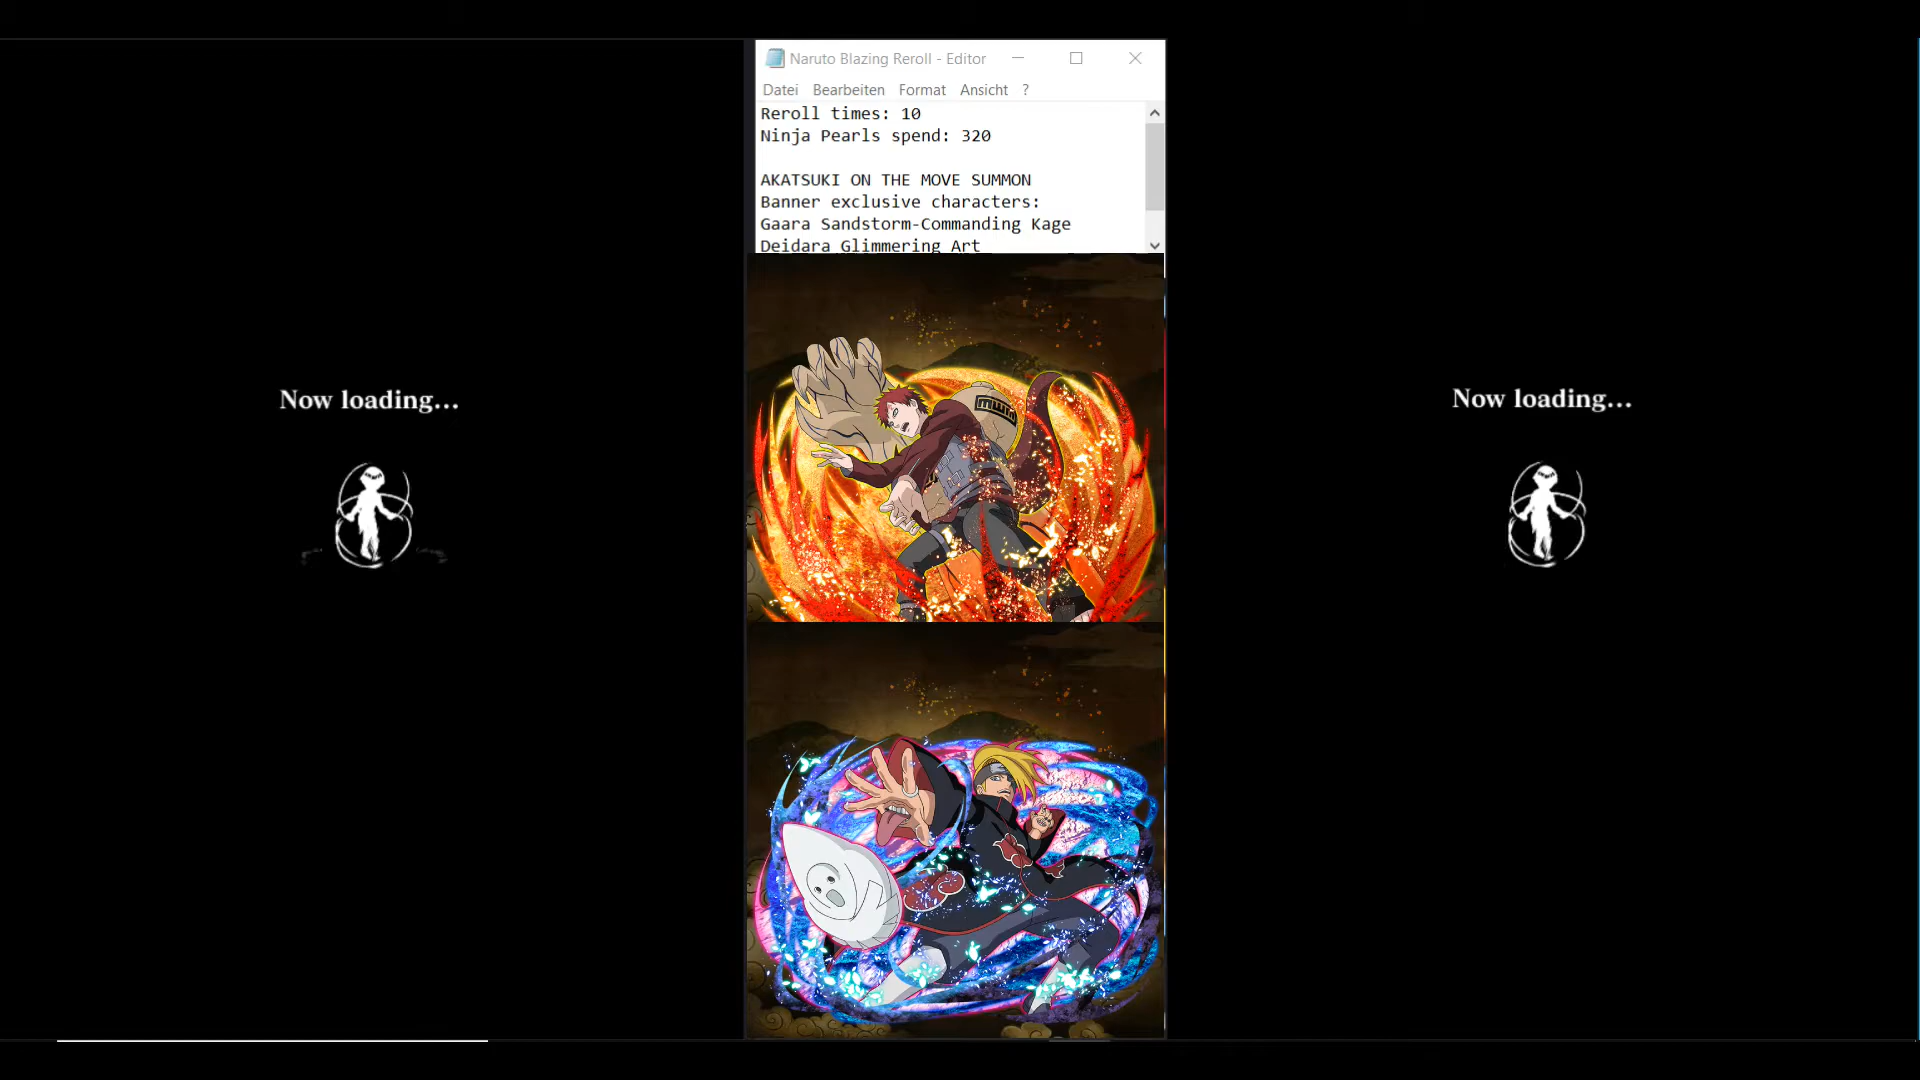 Naruto Blazing Reroll - Editor
Datei Bearbeiten Format Ansicht ?
Reroll times: 10
Ninja Pearls spend: 320
AKATSUKI ON THE MOVE SUMMON
Banner exclusive characters:
Gaara Sandstorm-Commanding Kage
Deidara Glimmering Art
Now loading...
Now loading...